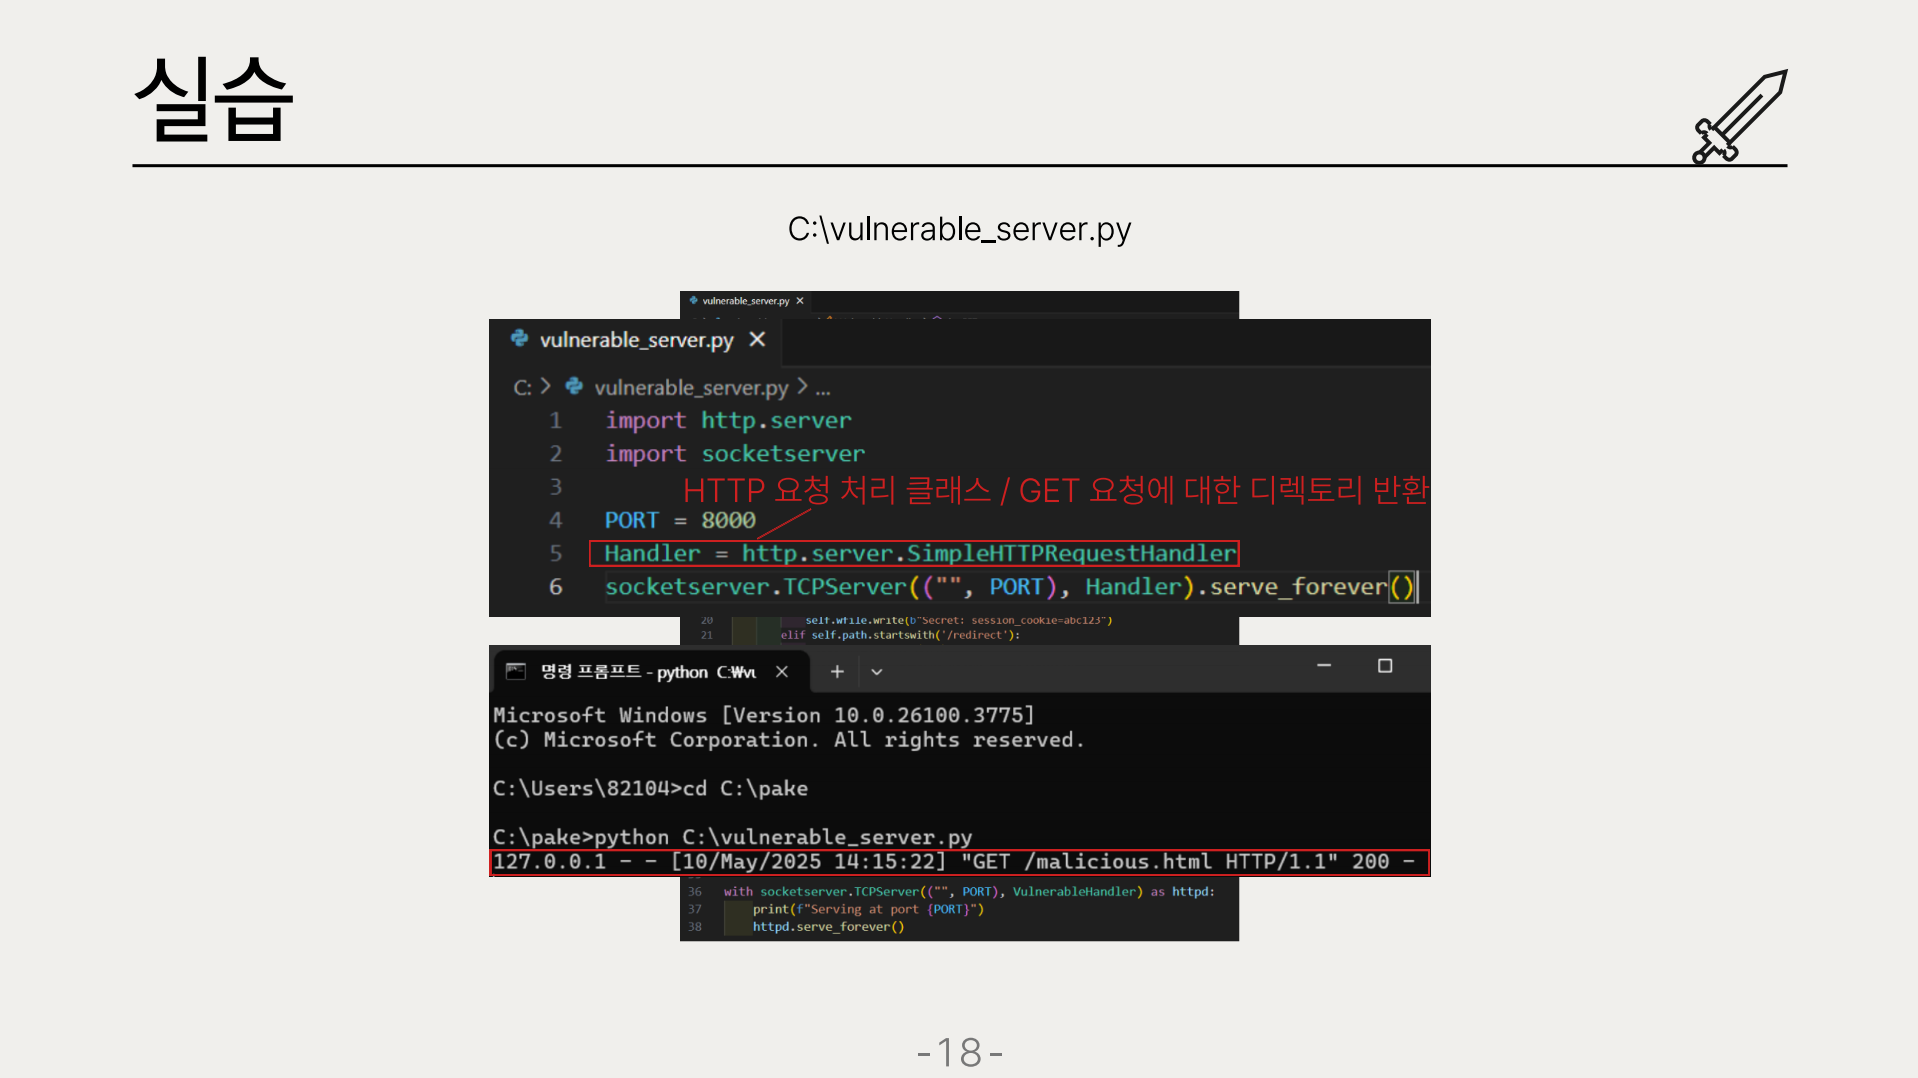 실습
C:\vulnerable_server.py
vulnerable_server.py ×
vulnerable_server.py ×
C: > vulnerable_server.py > ...
1 import http.server
2 import socketserver
3
HTTP 요청 처리 클래스 / GET 요청에 대한 디렉토리 반환
4 PORT = 8000
5 Handler = http.server.SimpleHTTPRequestHandler
6 socketserver.TCPServer(("", PORT), Handler).serve_forever()
20 self.wfile.write(b"Secret: session_cookie=abc123")
21 elif self.path.startswith('/redirect'):
명령 프롬프트 - python C:₩vu
Microsoft Windows [Version 10.0.26100.3775]
(c) Microsoft Corporation. All rights reserved.
C:\Users\82104>cd C:\pake
C:\pake>python C:\vulnerable_server.py
127.0.0.1 - - [10/May/2025 14:15:22] "GET /malicious.html HTTP/1.1" 200 -
36 with socketserver.TCPServer(("", PORT), VulnerableHandler) as httpd:
37 print(f"Serving at port {PORT}")
38 httpd.serve_forever()
-18-